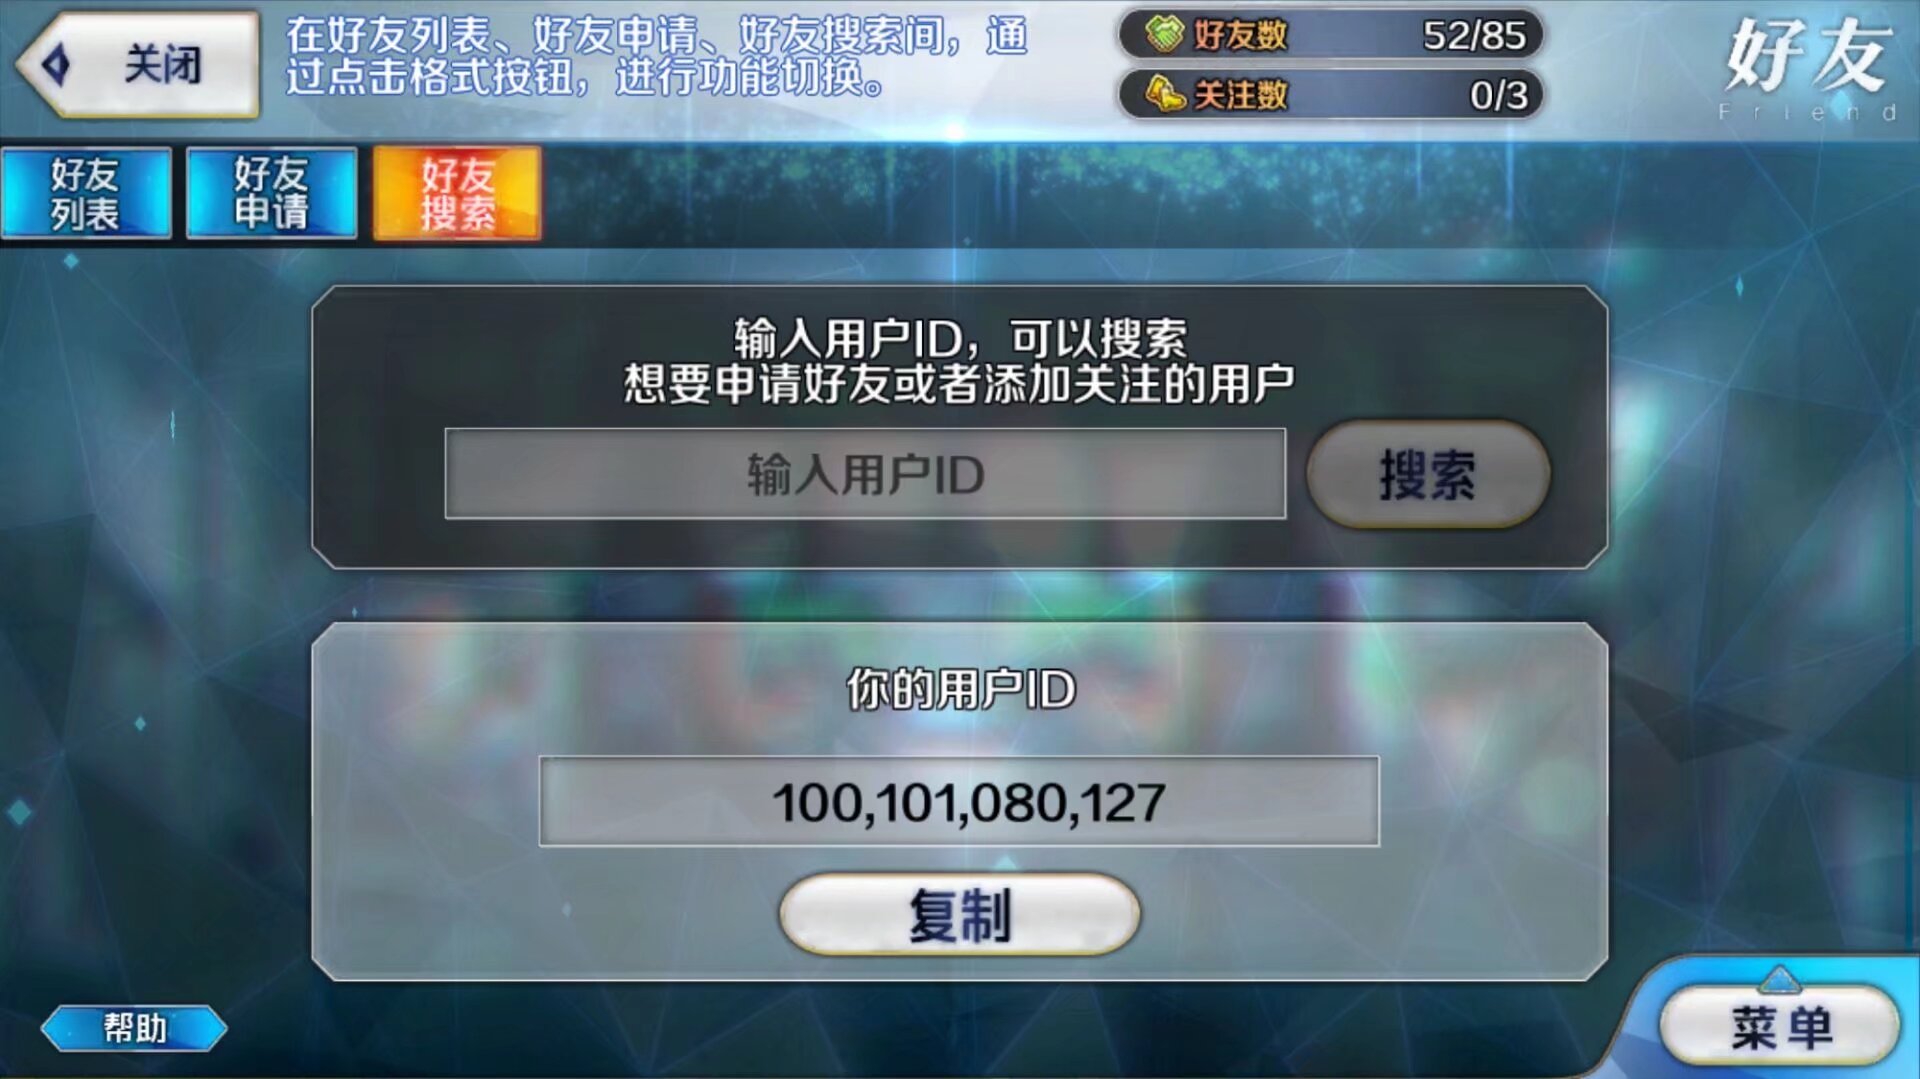 关闭
在好友列表、好友申请、好友搜索间，通
过点击格式按钮，进行功能切换。
好友数 52/85
关注数 0/3
好友
Friend
好友
列表
好友
申请
好友
搜索
输入用户ID，可以搜索
想要申请好友或者添加关注的用户
输入用户ID
搜索
你的用户ID
100,101,080,127
复制
帮助
菜单